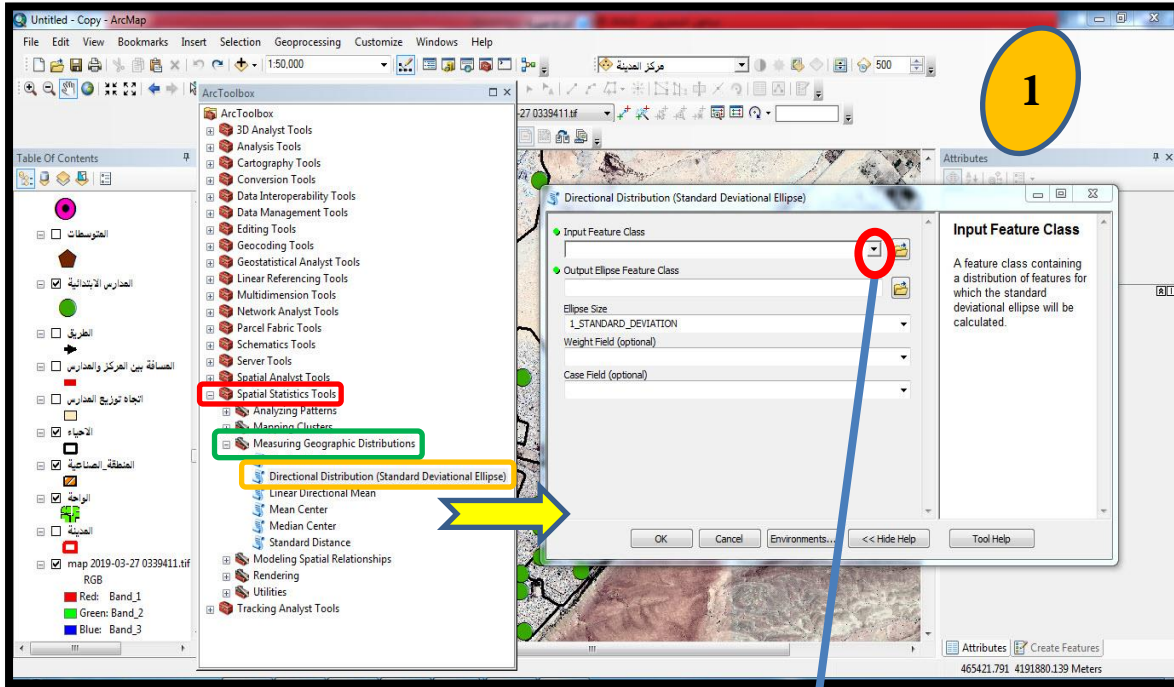 Untitled - Copy - ArcMap
File Edit View Bookmarks Insert Selection Geoprocessing Customize Windows Help
1:50,000
مركز المدينة
500
1
ArcToolbox
-27 0339411.tif
ArcToolbox
3D Analyst Tools
Analysis Tools
Cartography Tools
Conversion Tools
Data Interoperability Tools
Data Management Tools
Editing Tools
Geocoding Tools
Geostatistical Analyst Tools
Linear Referencing Tools
Multidimension Tools
Network Analyst Tools
Parcel Fabric Tools
Schematics Tools
Server Tools
Spatial Analyst Tools
Spatial Statistics Tools
Analyzing Patterns
Mapping Clusters
Measuring Geographic Distributions
Directional Distribution (Standard Deviational Ellipse)
Linear Directional Mean
Mean Center
Median Center
Standard Distance
Modeling Spatial Relationships
Rendering
Utilities
Tracking Analyst Tools
Table Of Contents
المتوسطات
المدارس الابتدائية
الطريق
المسافة بين المركز والمدارس
اتجاه توزيع المدارس
الاحياء
المنطقة_الصناعية
الواحة
المدينة
map 2019-03-27 0339411.tif
RGB
Red: Band_1
Green: Band_2
Blue: Band_3
Directional Distribution (Standard Deviational Ellipse)
Input Feature Class
Output Ellipse Feature Class
Ellipse Size
1_STANDARD_DEVIATION
Weight Field (optional)
Case Field (optional)
OK Cancel Environments... << Hide Help Tool Help
Input Feature Class
A feature class containing
a distribution of features for
which the standard
deviational ellipse will be
calculated.
Attributes
Attributes Create Features
465421.791 4191880.139 Meters